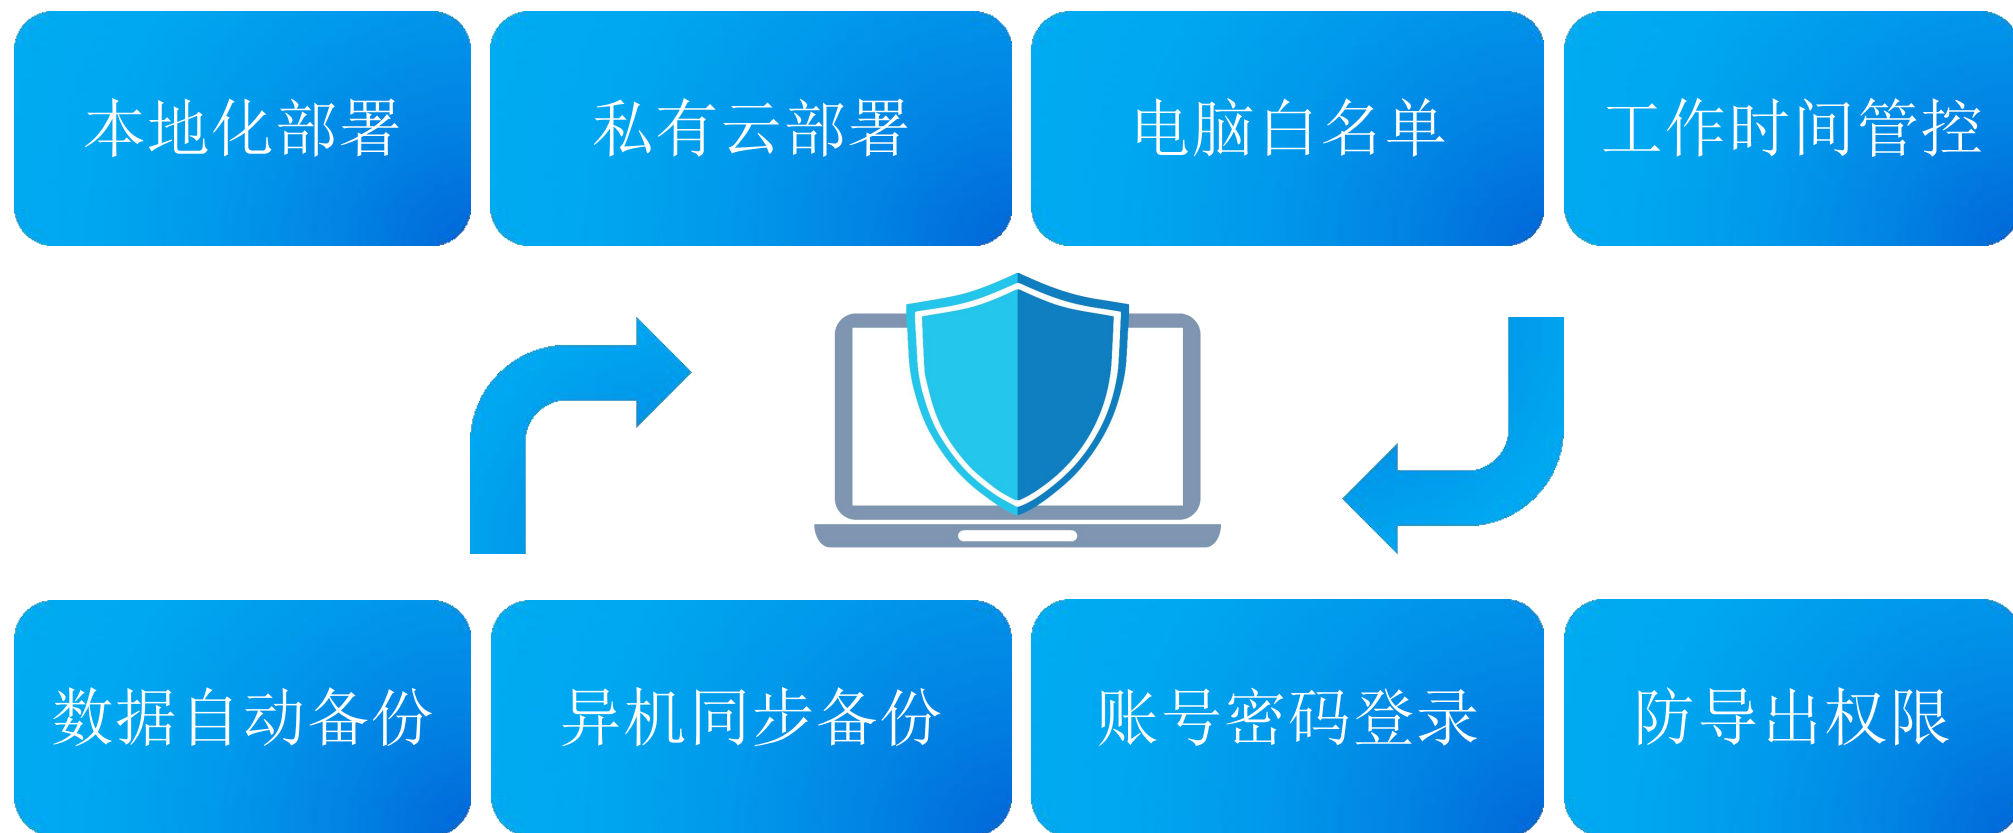 本地化部署
私有云部署
电脑白名单
工作时间管控
数据自动备份
异机同步备份
账号密码登录
防导出权限